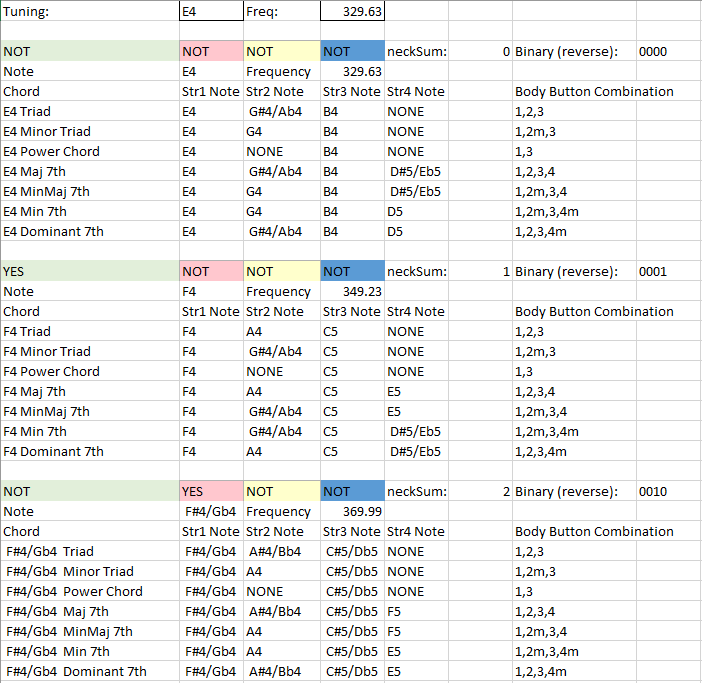 Tuning: E4 Freq: 329.63
NOT NOT NOT NOT neckSum: 0 Binary (reverse): 0000
Note E4 Frequency 329.63
Chord Str1 Note Str2 Note Str3 Note Str4 Note Body Button Combination
E4 Triad E4 G#4/Ab4 B4 NONE 1,2,3
E4 Minor Triad E4 G4 B4 NONE 1,2m,3
E4 Power Chord E4 NONE B4 NONE 1,3
E4 Maj 7th E4 G#4/Ab4 B4 D#5/Eb5 1,2,3,4
E4 MinMaj 7th E4 G4 B4 D#5/Eb5 1,2m,3,4
E4 Min 7th E4 G4 B4 D5 1,2m,3,4m
E4 Dominant 7th E4 G#4/Ab4 B4 D5 1,2,3,4m
YES NOT NOT NOT neckSum: 1 Binary (reverse): 0001
Note F4 Frequency 349.23
Chord Str1 Note Str2 Note Str3 Note Str4 Note Body Button Combination
F4 Triad F4 A4 C5 NONE 1,2,3
F4 Minor Triad F4 G#4/Ab4 C5 NONE 1,2m,3
F4 Power Chord F4 NONE C5 NONE 1,3
F4 Maj 7th F4 A4 C5 E5 1,2,3,4
F4 MinMaj 7th F4 G#4/Ab4 C5 E5 1,2m,3,4
F4 Min 7th F4 G#4/Ab4 C5 D#5/Eb5 1,2m,3,4m
F4 Dominant 7th F4 A4 C5 D#5/Eb5 1,2,3,4m
NOT YES NOT NOT neckSum: 2 Binary (reverse): 0010
Note F#4/Gb4 Frequency 369.99
Chord Str1 Note Str2 Note Str3 Note Str4 Note Body Button Combination
F#4/Gb4 Triad F#4/Gb4 A#4/Bb4 C#5/Db5 NONE 1,2,3
F#4/Gb4 Minor Triad F#4/Gb4 A4 C#5/Db5 NONE 1,2m,3
F#4/Gb4 Power Chord F#4/Gb4 NONE C#5/Db5 NONE 1,3
F#4/Gb4 Maj 7th F#4/Gb4 A#4/Bb4 C#5/Db5 F5 1,2,3,4
F#4/Gb4 MinMaj 7th F#4/Gb4 A4 C#5/Db5 F5 1,2m,3,4
F#4/Gb4 Min 7th F#4/Gb4 A4 C#5/Db5 E5 1,2m,3,4m
F#4/Gb4 Dominant 7th F#4/Gb4 A#4/Bb4 C#5/Db5 E5 1,2,3,4m